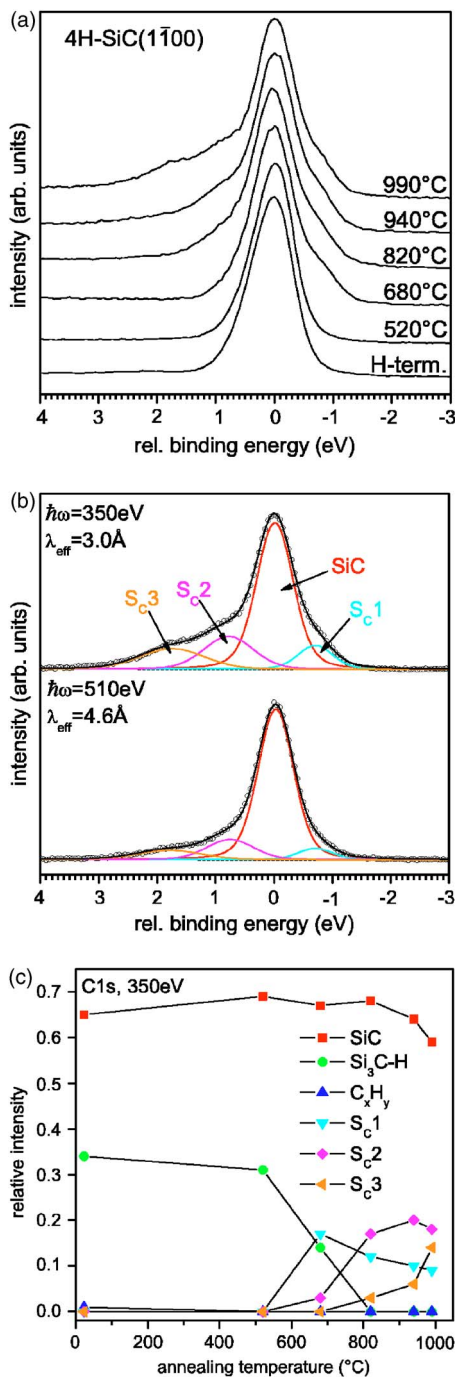 (a)
4H-SiC(11̅00)
intensity (arb. units)
990°C
940°C
820°C
680°C
520°C
H-term.
4 3 2 1 0 -1 -2 -3
rel. binding energy (eV)
(b)
ħω=350eV
λeff=3.0Å
SiC
SC3
SC2
SC1
intensity (arb. units)
ħω=510eV
λeff=4.6Å
4 3 2 1 0 -1 -2 -3
rel. binding energy (eV)
(c)
C1s, 350eV
0.7
0.6
0.5
0.4
0.3
0.2
0.1
0.0
relative intensity
SiC
Si3C-H
CxHy
SC1
SC2
SC3
0 200 400 600 800 1000
annealing temperature (°C)